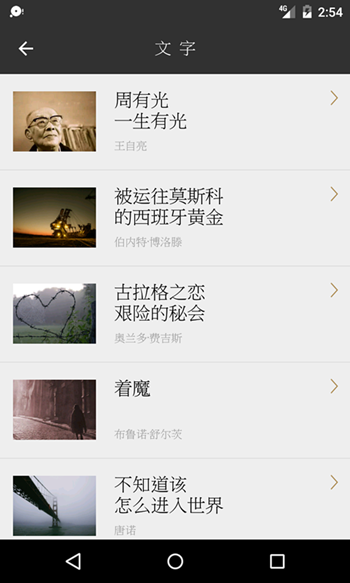 4G 2:54
文字
周有光
一生有光
王自亮
被运往莫斯科
的西班牙黄金
伯内特·博洛滕
古拉格之恋
艰险的秘会
奥兰多·费吉斯
着魔
布鲁诺·舒尔茨
不知道该
怎么进入世界
唐诺